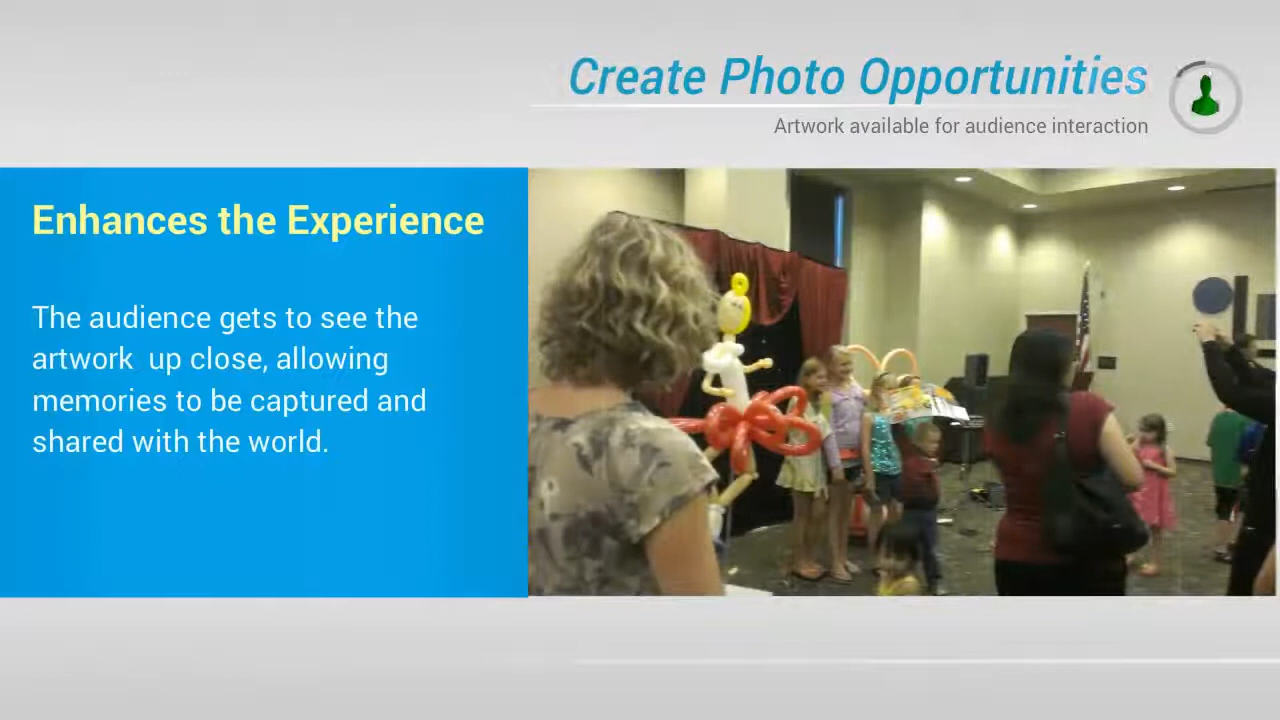 Create Photo Opportunities
Artwork available for audience interaction
Enhances the Experience
The audience gets to see the
artwork  up close, allowing
memories to be captured and
shared with the world.